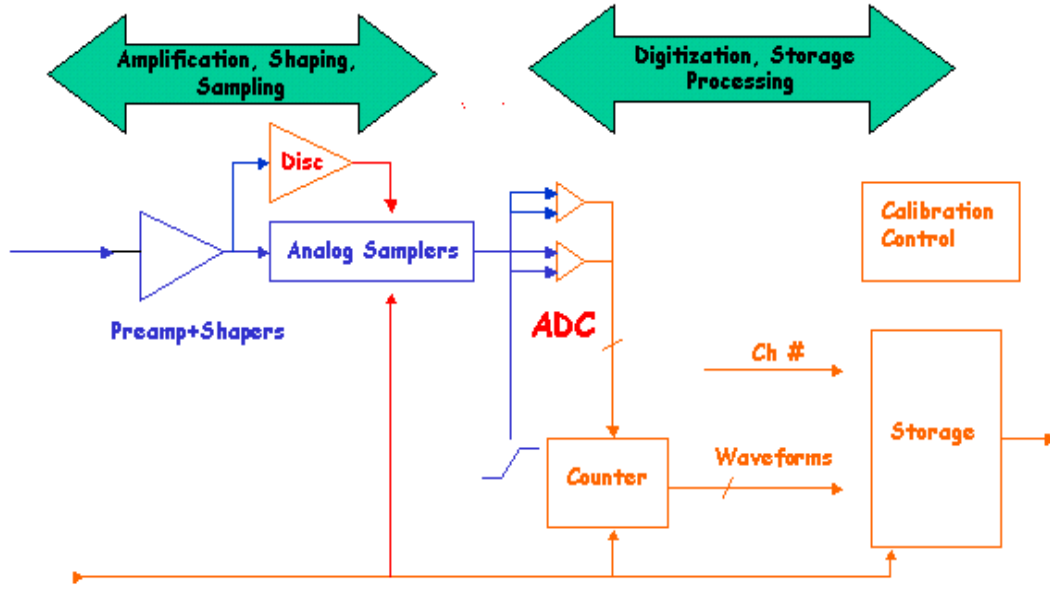 Amplification, Shaping,
Sampling
Digitization, Storage
Processing
Disc
Analog Samplers
Preamp+Shapers
ADC
Calibration
Control
Ch #
Storage
Waveforms
Counter